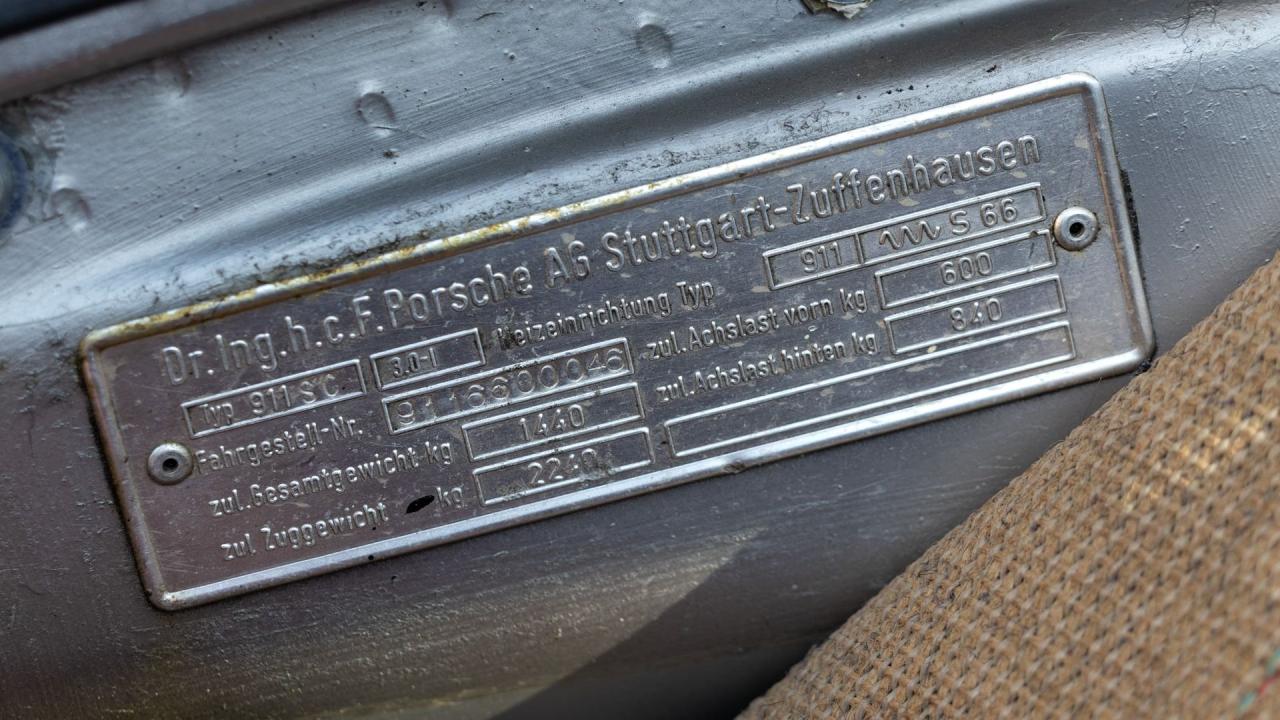 Dr. Ing. h. c. F. Porsche AG Stuttgart-Zuffenhausen
Typ 911 SC 3.0-l Heizeinrichtung Typ 911 S 66
Fahrgestell-Nr. 9116600046 zul. Achslast vorn kg 600
zul. Gesamtgewicht kg 1440 zul. Achslast hinten kg 840
zul Zuggewicht kg 2240